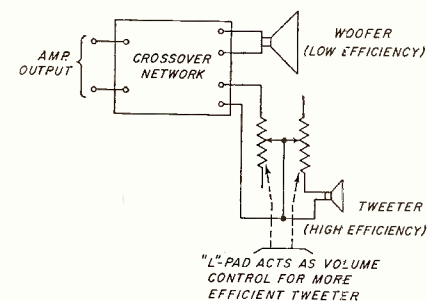 WOOFER
(LOW EFFICIENCY)
AMP.
OUTPUT
CROSSOVER
NETWORK
TWEETER
(HIGH EFFICIENCY)
"L"-PAD ACTS AS VOLUME
CONTROL FOR MORE
EFFICIENT TWEETER